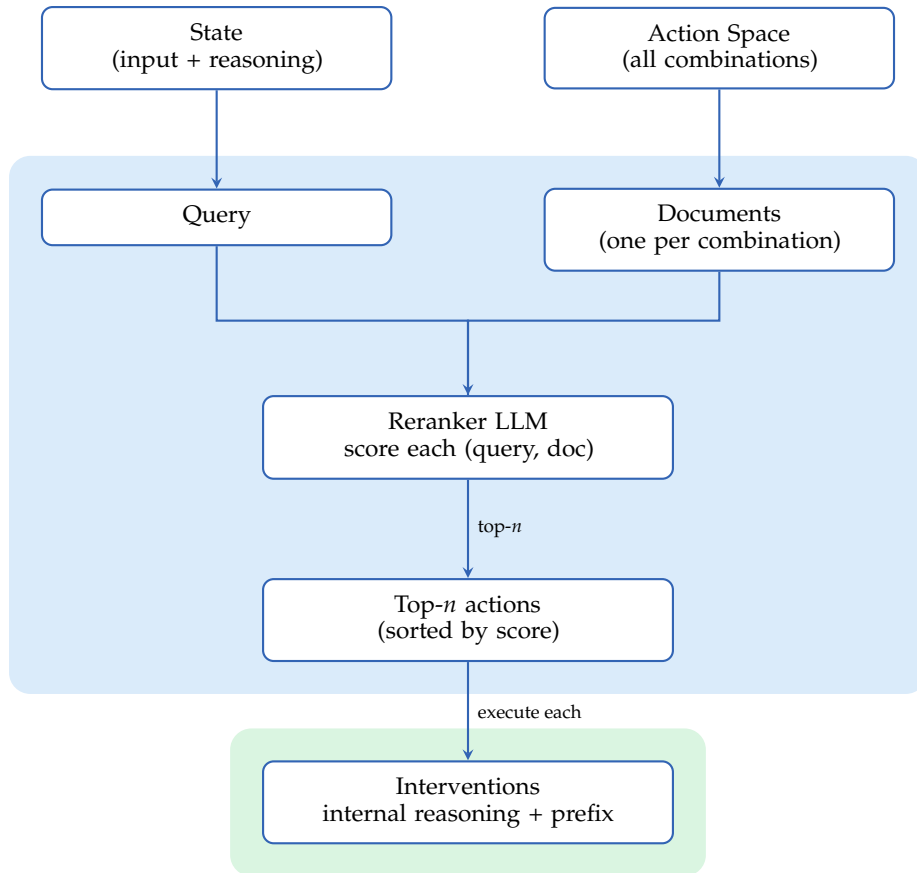 State
(input + reasoning)
Action Space
(all combinations)
Query
Documents
(one per combination)
Reranker LLM
score each (query, doc)
top-n
Top-n actions
(sorted by score)
execute each
Interventions
internal reasoning + prefix